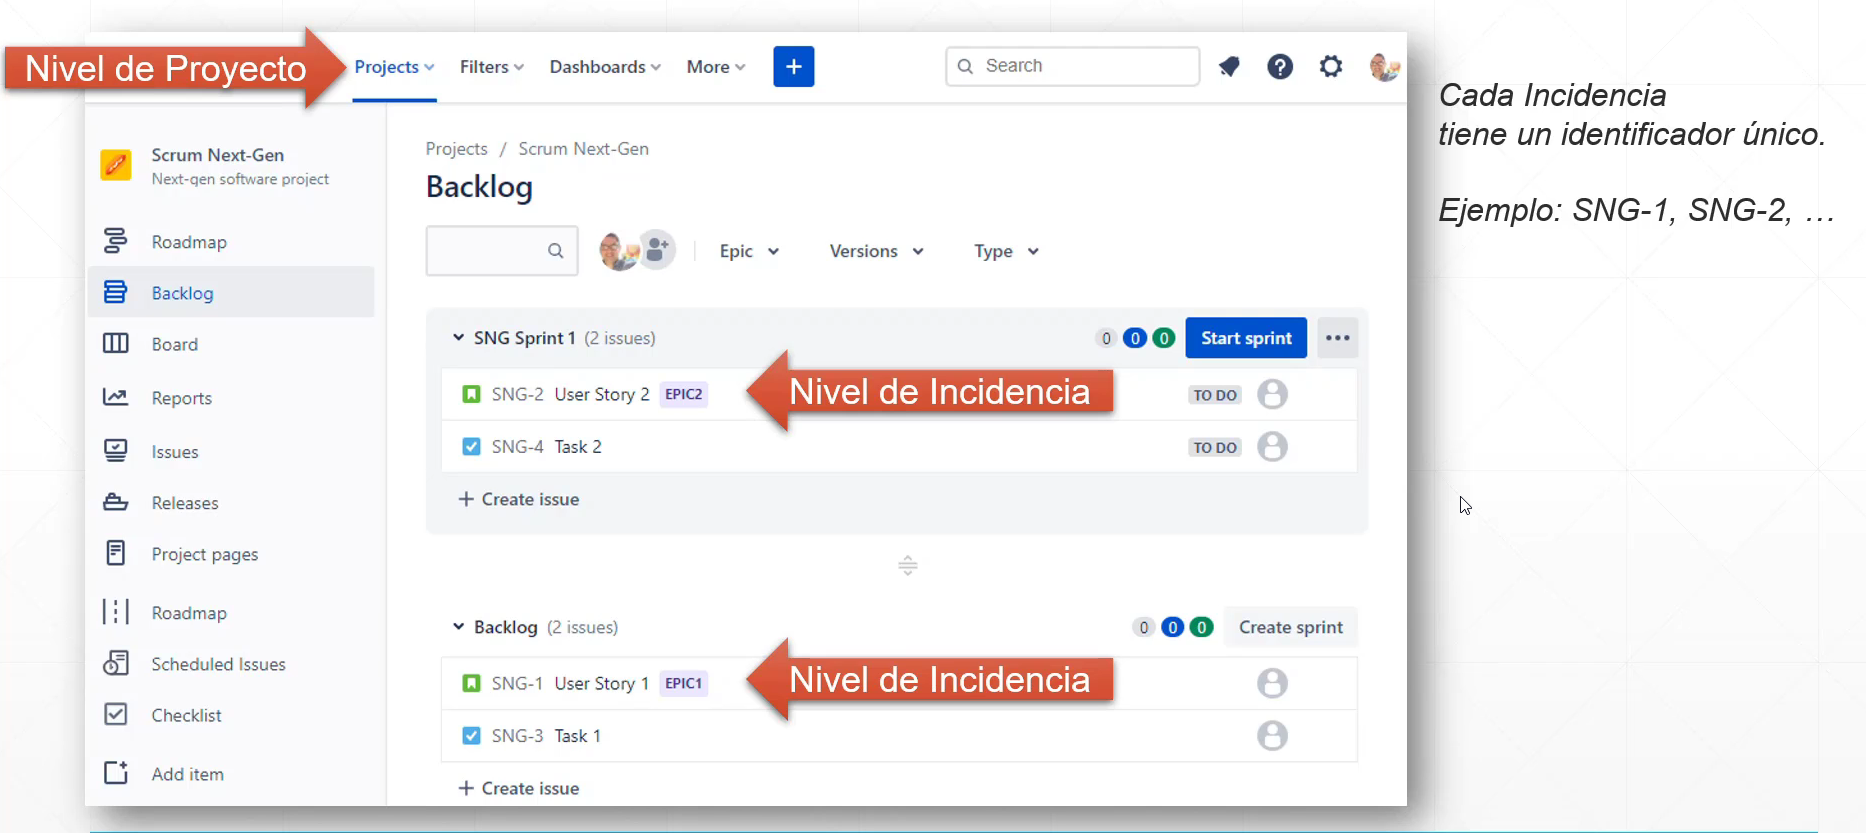 Nivel de Proyecto
Projects Filters Dashboards More + Search ?
Cada Incidencia
tiene un identificador único.
Ejemplo: SNG-1, SNG-2, ...
Scrum Next-Gen
Next-gen software project
Roadmap
Backlog
Board
Reports
Issues
Releases
Project pages
Roadmap
Scheduled Issues
Checklist
Add item
Projects / Scrum Next-Gen
Backlog
Epic Versions Type
SNG Sprint 1 (2 issues) 0 0 0 Start sprint ...
SNG-2 User Story 2 EPIC2 Nivel de Incidencia TO DO
SNG-4 Task 2 TO DO
+ Create issue
Backlog (2 issues) 0 0 0 Create sprint
SNG-1 User Story 1 EPIC1 Nivel de Incidencia
SNG-3 Task 1
+ Create issue